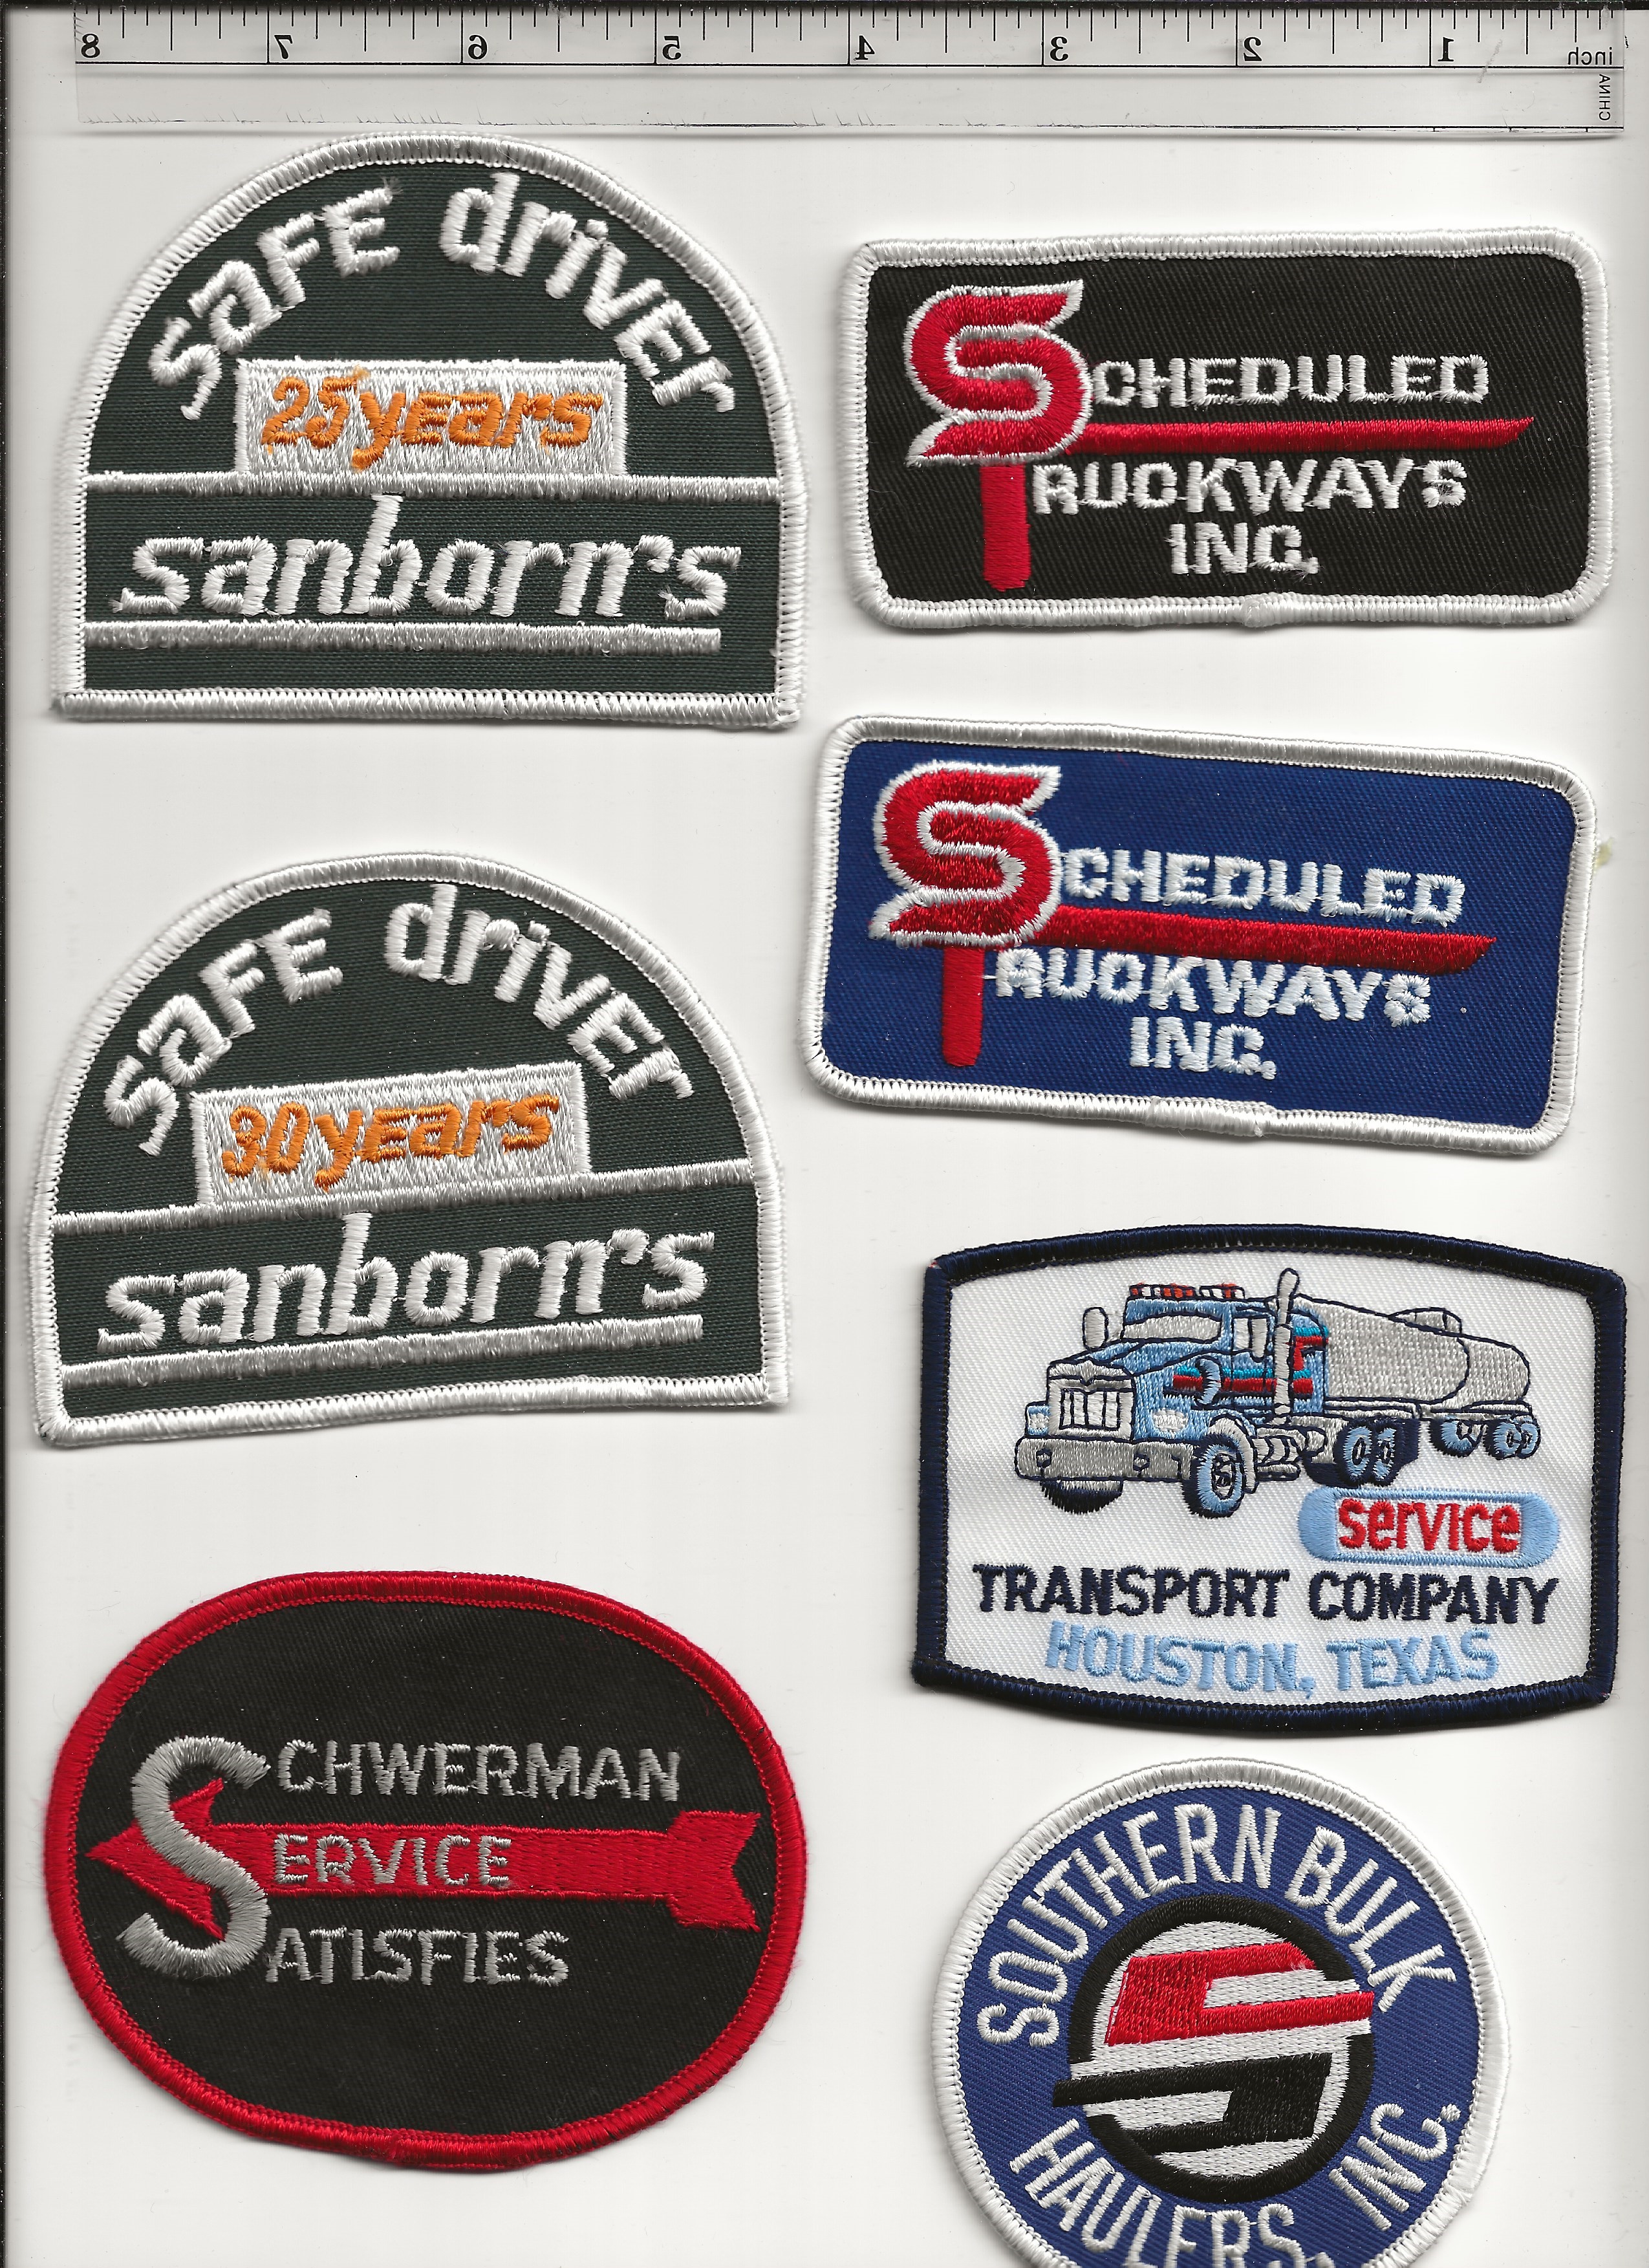 8 7 6 5 4 3 2 1 inch
CHINA
SaFE driVEr
25 yEars
sanborn's
SCHEDULED
TRUCKWAYS
INC.
SaFE driVEr
30 yEars
sanborn's
SCHEDULED
TRUCKWAYS
INC.
service
TRANSPORT COMPANY
HOUSTON, TEXAS
SCHWERMAN
SERVICE
SATISFIES
SOUTHERN BULK
HAULERS, INC.